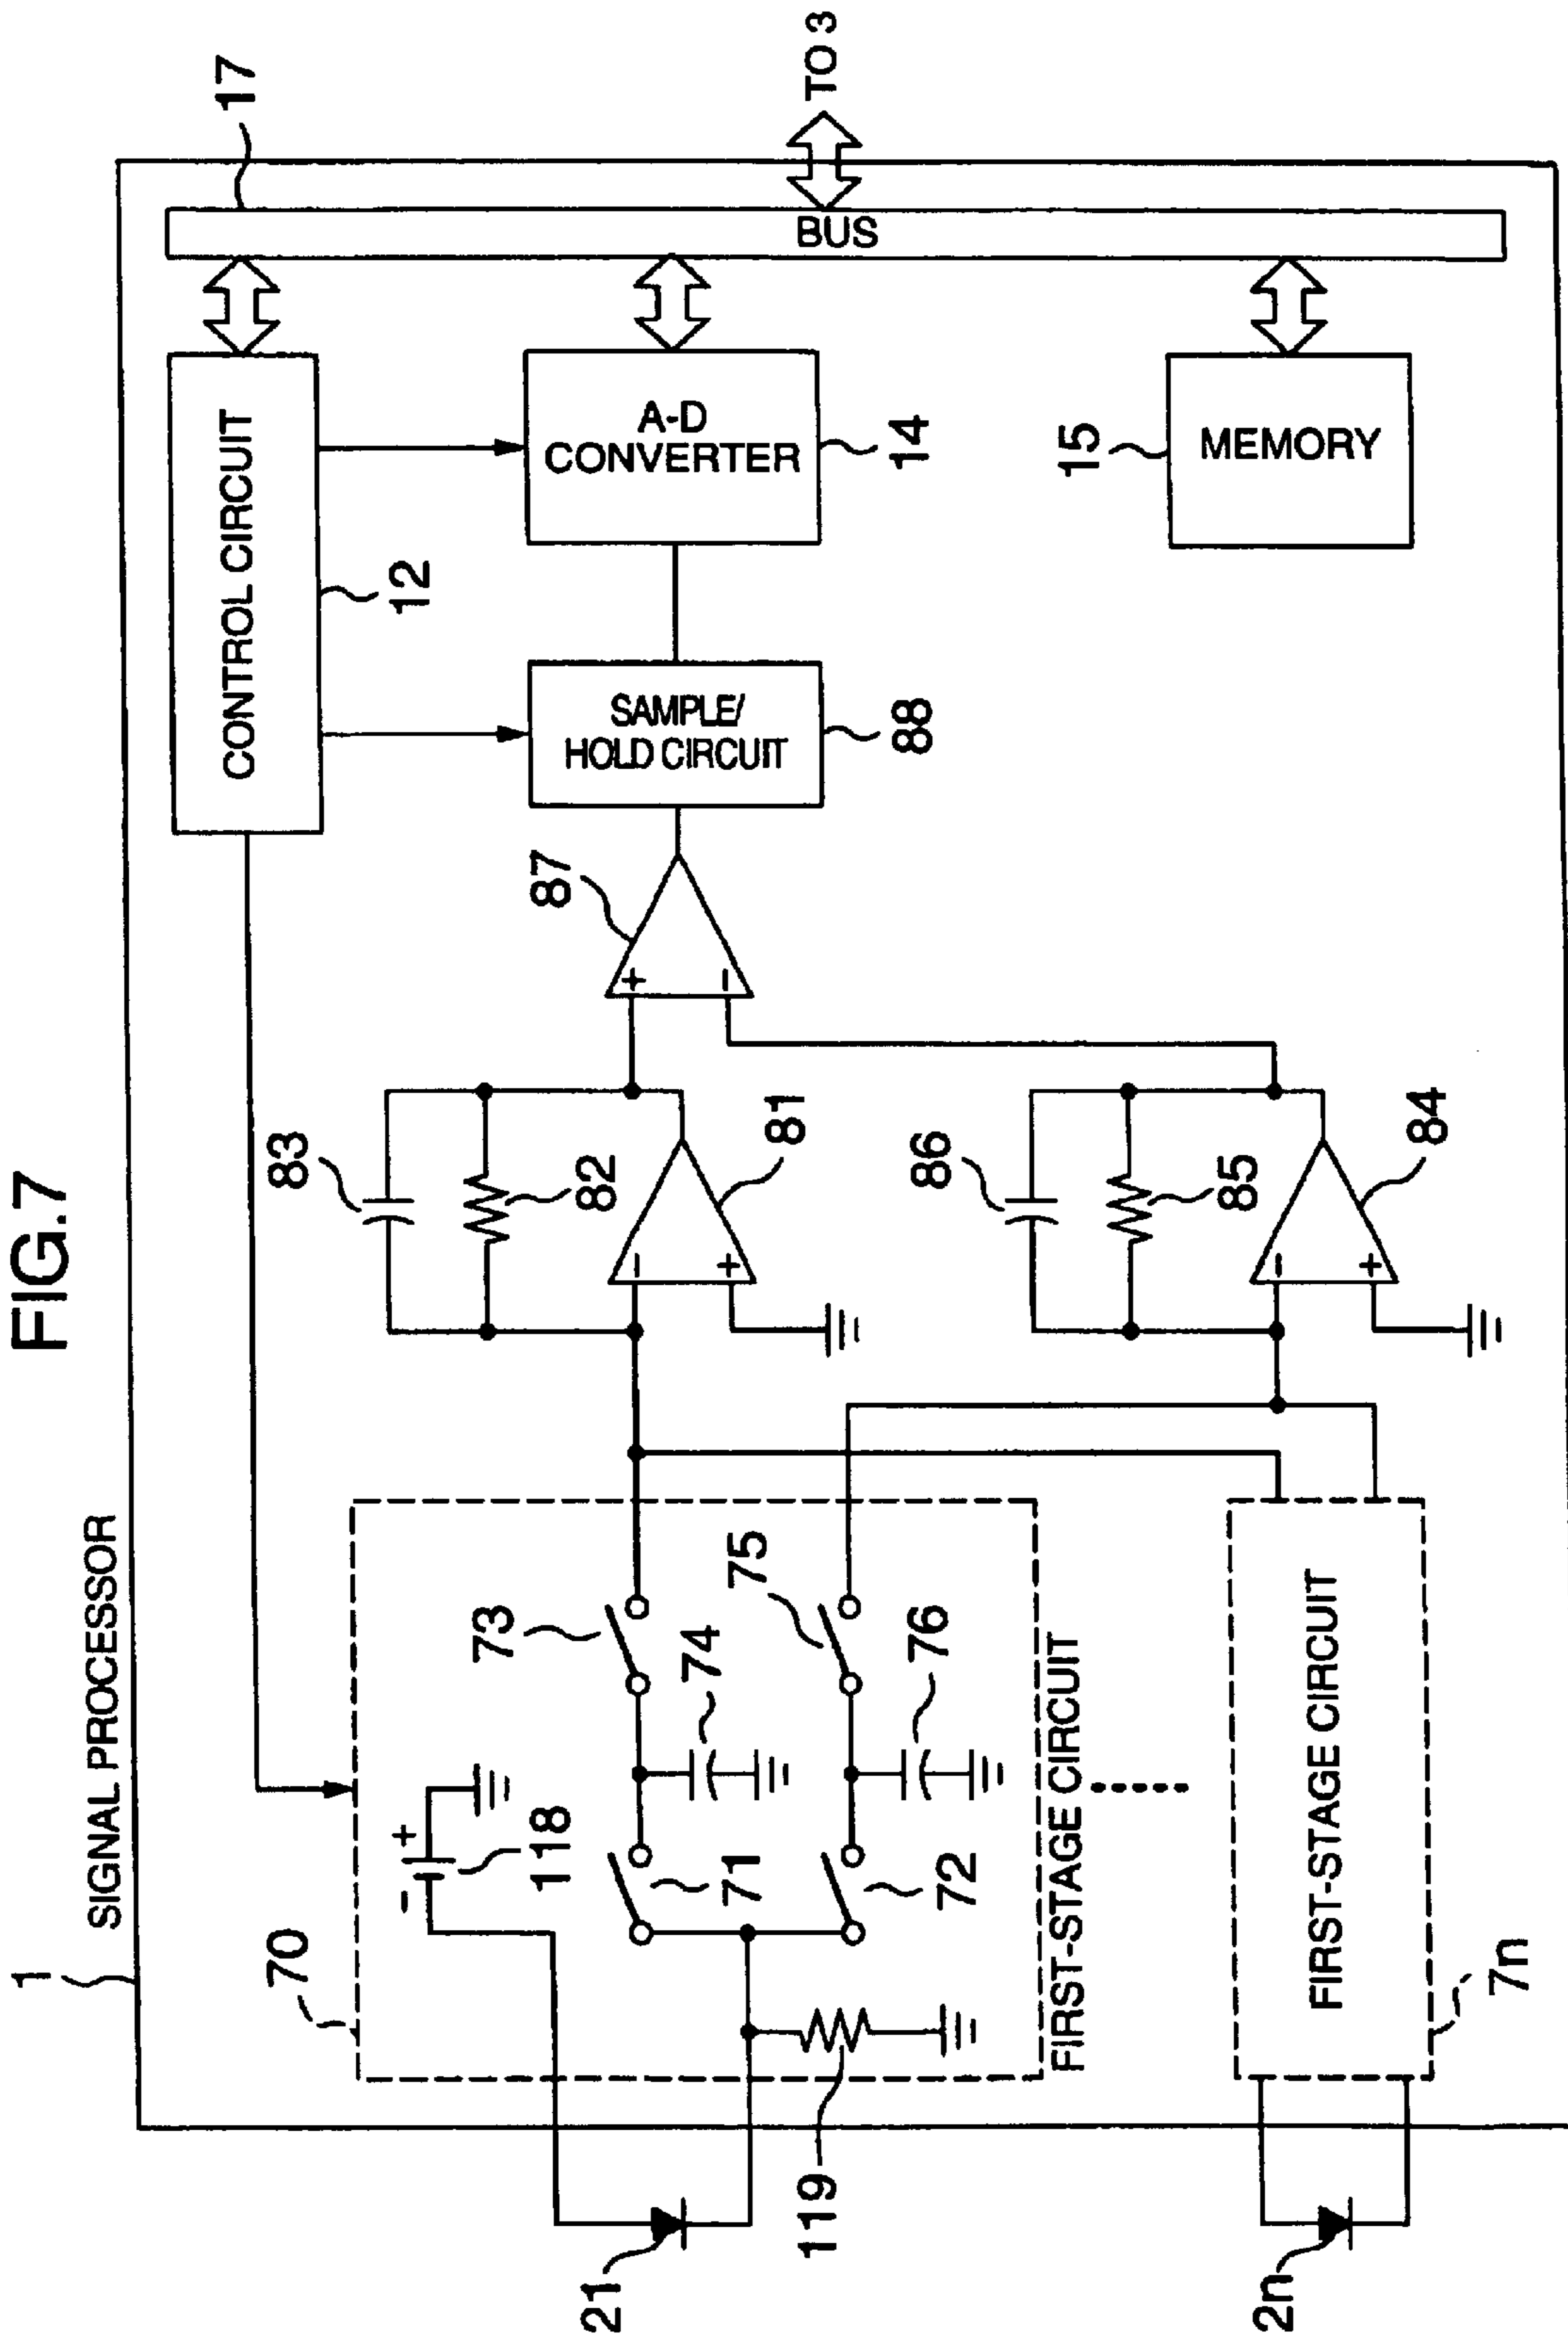 FIG.7
1
SIGNAL PROCESSOR
17
CONTROL CIRCUIT
12
BUS
TO 3
70
-
+
118
83
82
87
+
-
SAMPLE/
HOLD CIRCUIT
88
A-D
CONVERTER
14
71
73
74
-
+
81
72
75
76
119
21
FIRST-STAGE CIRCUIT
86
85
-
+
84
15
MEMORY
FIRST-STAGE CIRCUIT
7n
2n